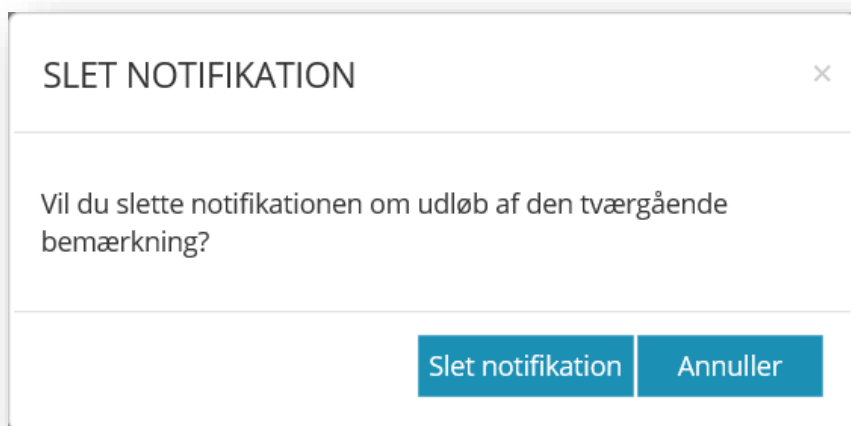 SLET NOTIFIKATION
×
Vil du slette notifikationen om udløb af den tværgående
bemærkning?
Slet notifikation Annuller